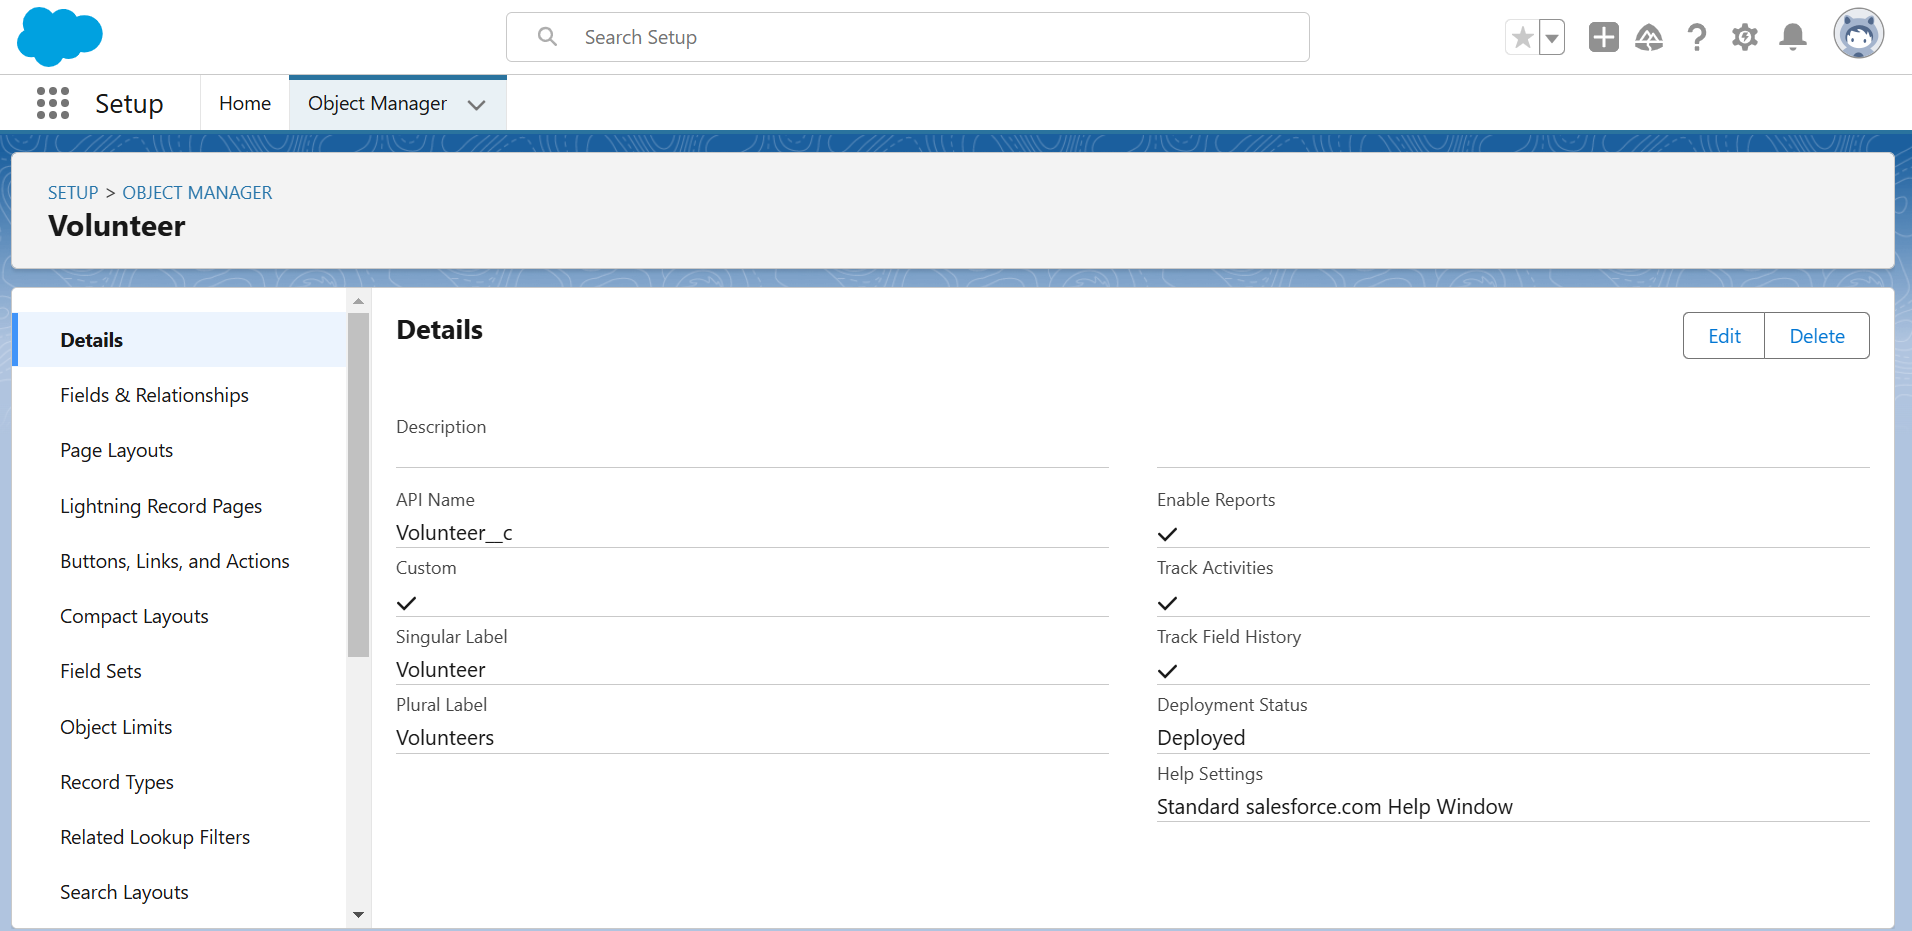 Search Setup
Setup
Home
Object Manager
SETUP > OBJECT MANAGER
Volunteer
Details
Fields & Relationships
Page Layouts
Lightning Record Pages
Buttons, Links, and Actions
Compact Layouts
Field Sets
Object Limits
Record Types
Related Lookup Filters
Search Layouts
Details
Edit
Delete
Description
API Name
Volunteer__c
Custom
Singular Label
Volunteer
Plural Label
Volunteers
Enable Reports
Track Activities
Track Field History
Deployment Status
Deployed
Help Settings
Standard salesforce.com Help Window